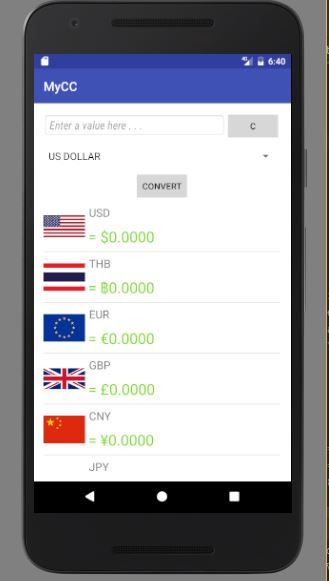 6:40
MyCC
Enter a value here . . .
C
US DOLLAR
CONVERT
USD
= $0.0000
THB
= ฿0.0000
EUR
= €0.0000
GBP
= £0.0000
CNY
= ¥0.0000
JPY